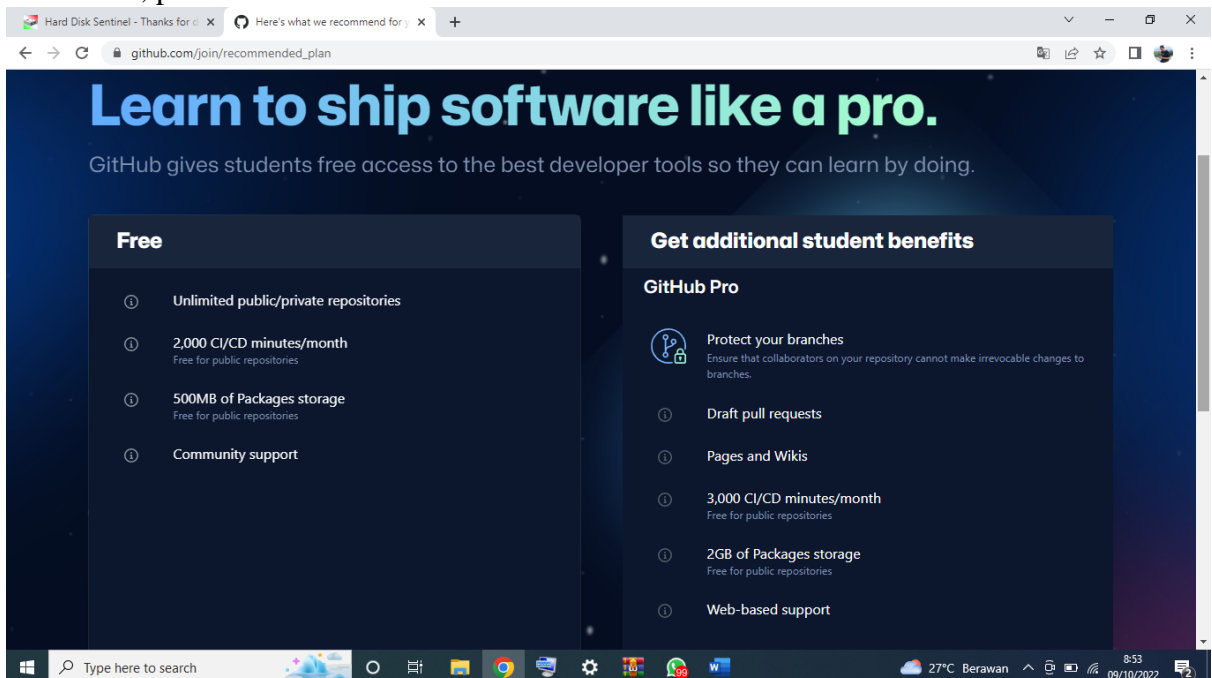 Hard Disk Sentinel - Thanks for d
Here's what we recommend for y
github.com/join/recommended_plan
Learn to ship software like a pro.
GitHub gives students free access to the best developer tools so they can learn by doing.
Free
Unlimited public/private repositories
2,000 CI/CD minutes/month
Free for public repositories
500MB of Packages storage
Free for public repositories
Community support
Get additional student benefits
GitHub Pro
Protect your branches
Ensure that collaborators on your repository cannot make irrevocable changes to
branches.
Draft pull requests
Pages and Wikis
3,000 CI/CD minutes/month
Free for public repositories
2GB of Packages storage
Free for public repositories
Web-based support
Type here to search
99
W
27°C Berawan
8:53
09/10/2022
2